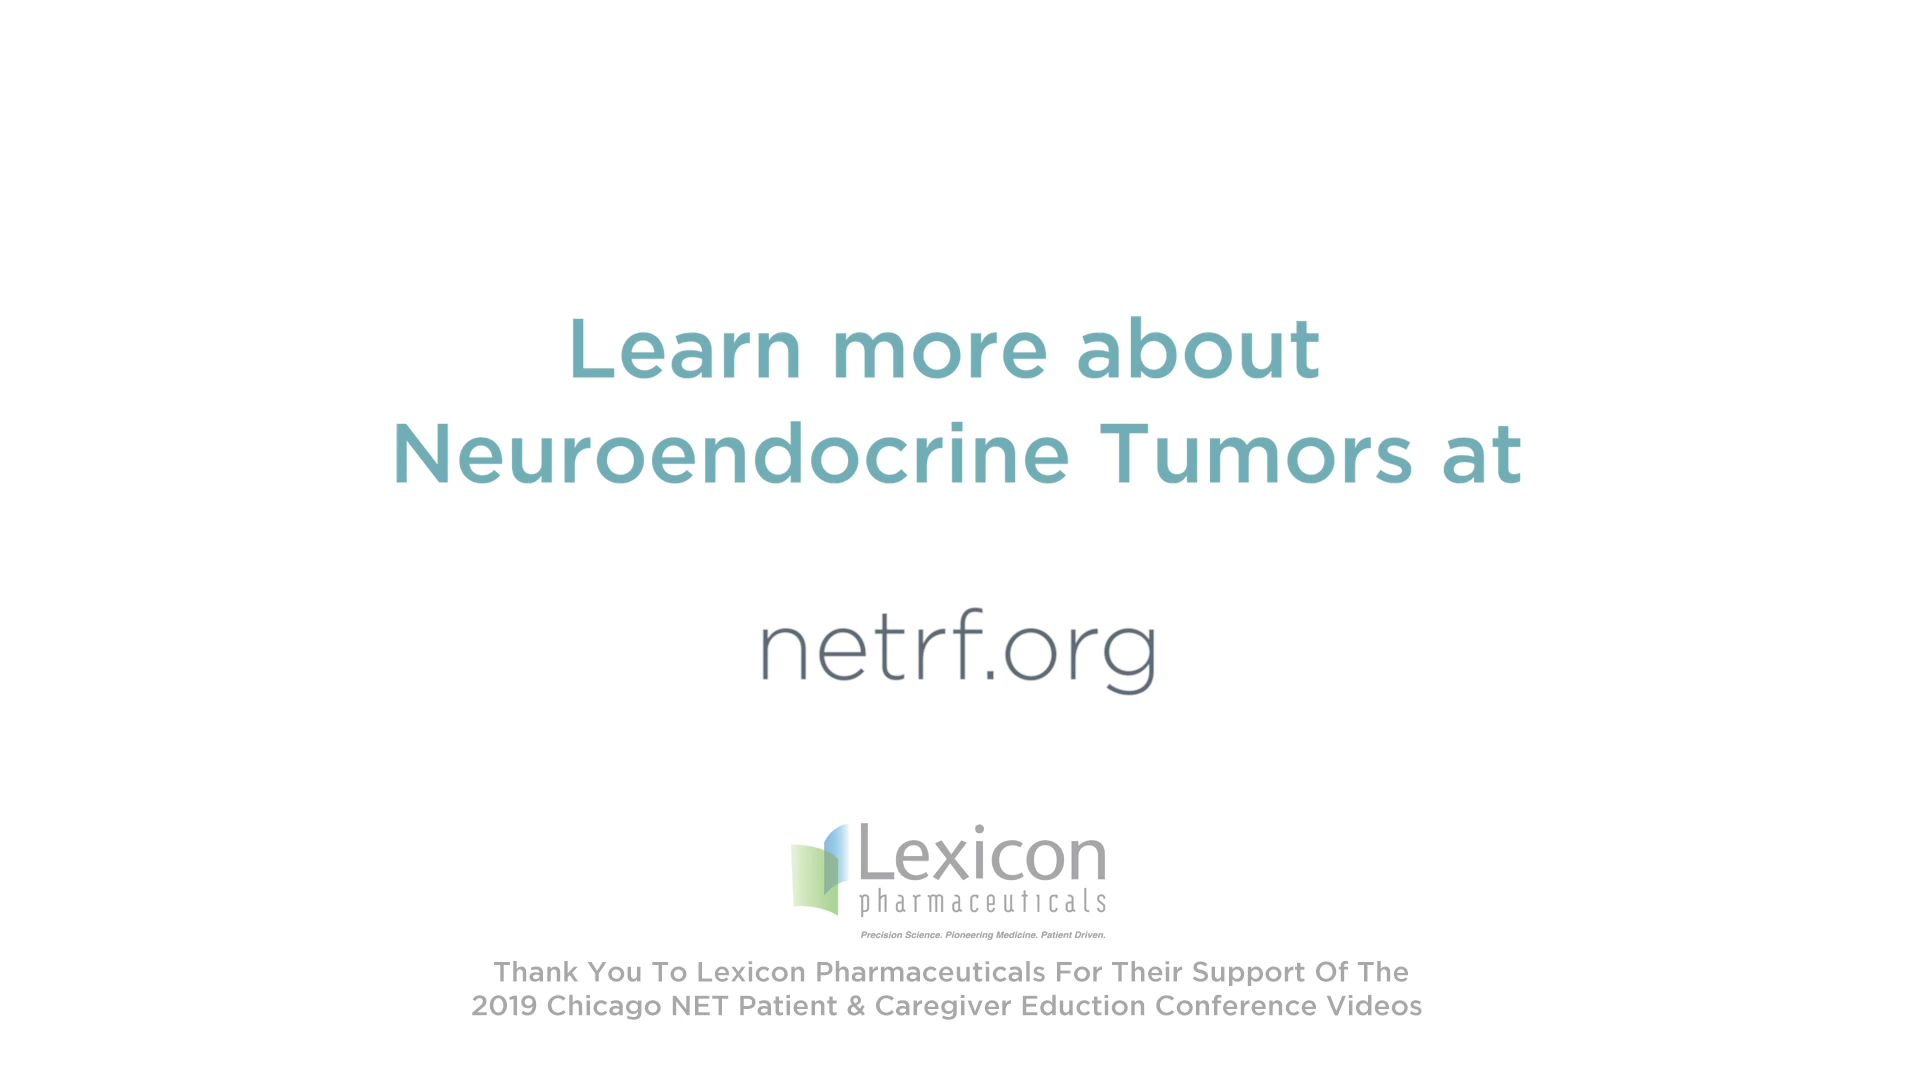 Learn more about
Neuroendocrine Tumors at
netrf.org
Lexicon
pharmaceuticals
Precision Science. Pioneering Medicine. Patient Driven.
Thank You To Lexicon Pharmaceuticals For Their Support Of The
2019 Chicago NET Patient & Caregiver Eduction Conference Videos